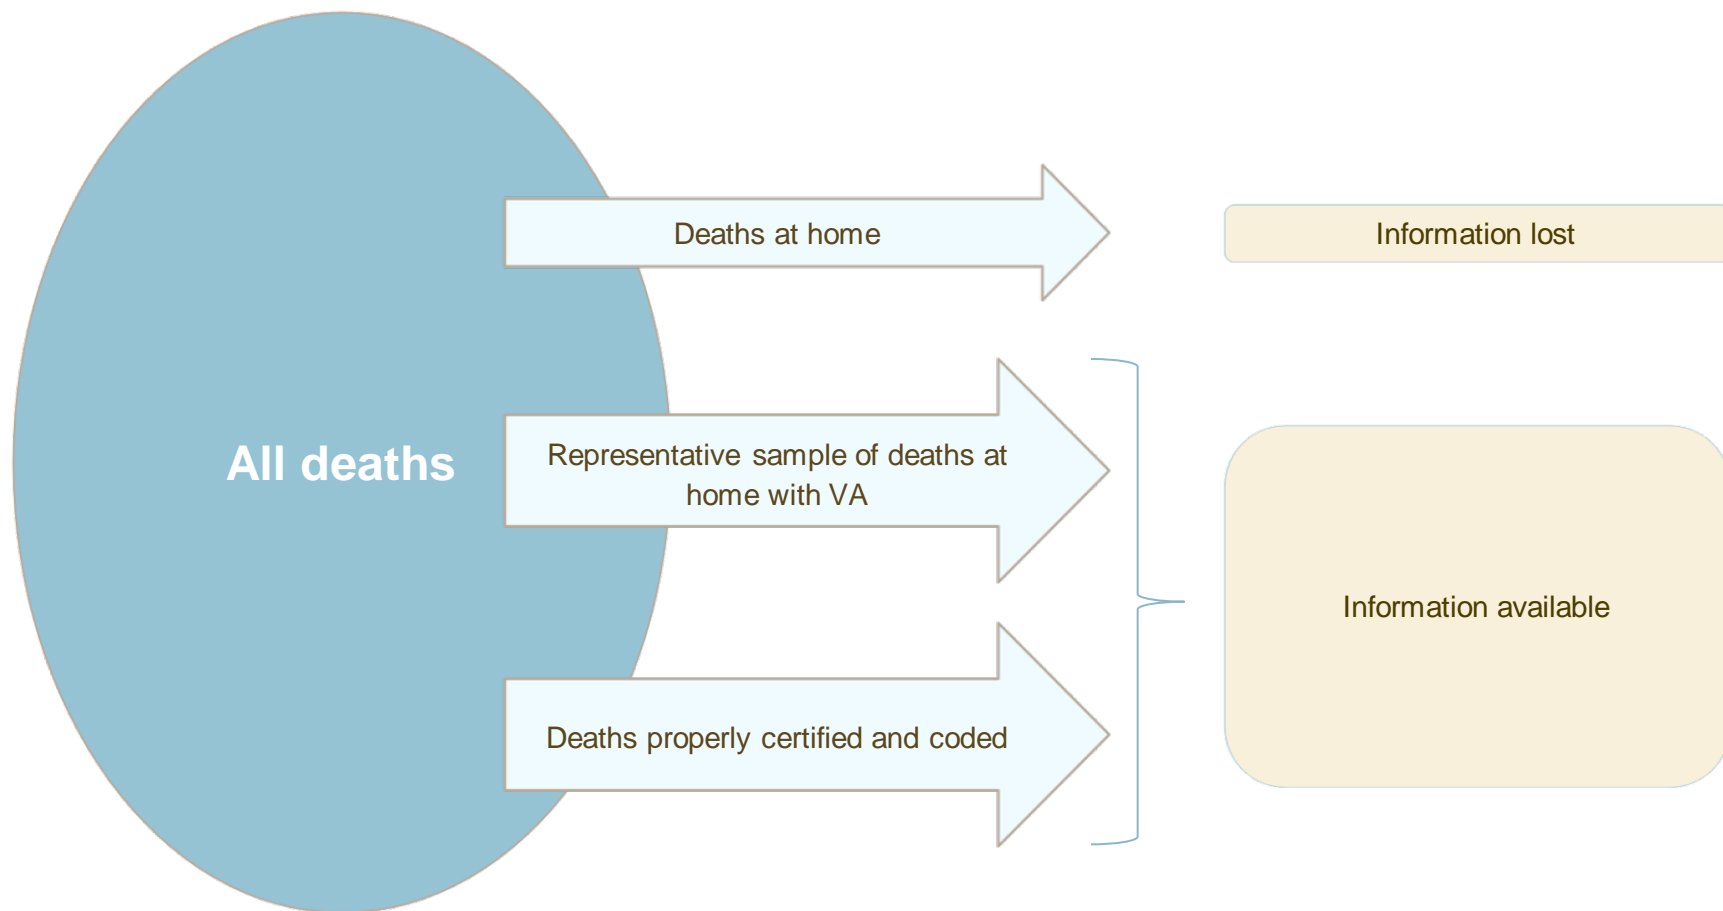 Deaths at home
Information lost
All deaths
Representative sample of deaths at
home with VA
Information available
Deaths properly certified and coded